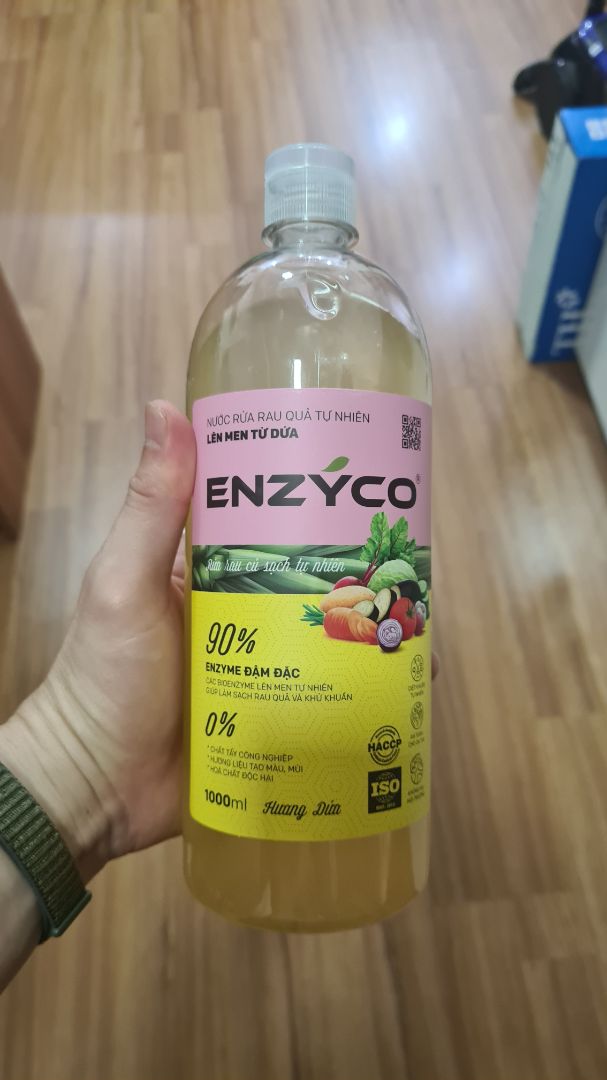 NƯỚC RỬA RAU QUẢ TỰ NHIÊN
LÊN MEN TỪ DỨA
ENZÝCO
Rửa rau củ sạch tự nhiên
90%
ENZYME ĐẬM ĐẶC
CÁC BIOENZYME LÊN MEN TỰ NHIÊN
GIÚP LÀM SẠCH RAU QUẢ VÀ KHỬ KHUẨN
0%
* CHẤT TẨY CÔNG NGHIỆP
* HƯƠNG LIỆU TẠO MÀU, MÙI
* HOÁ CHẤT ĐỘC HẠI
1000ml
Hương Dứa
HACCP
ISO